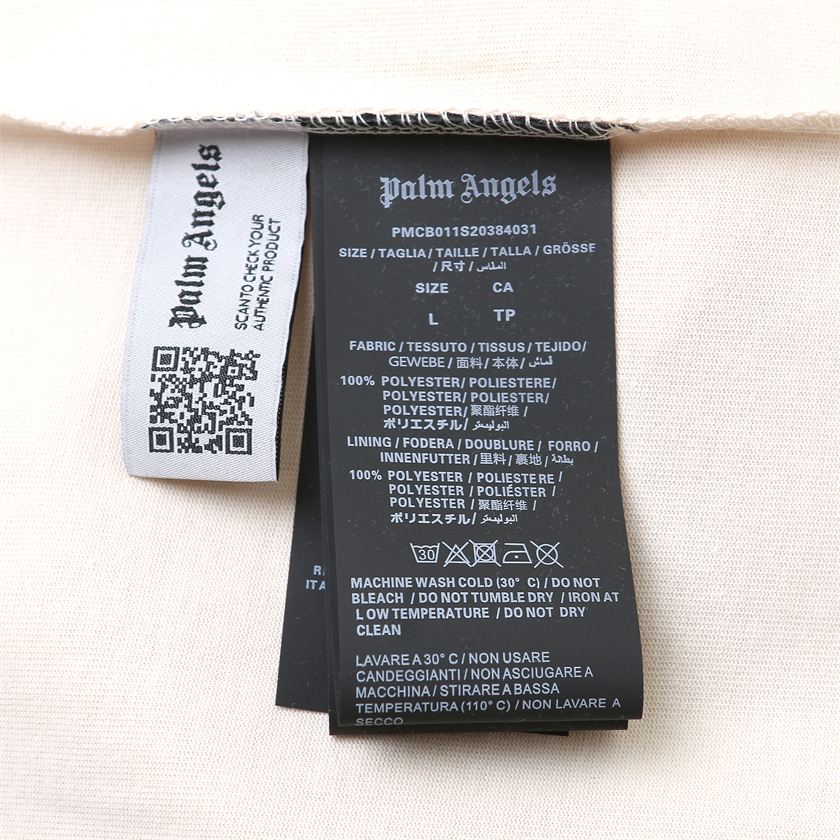 Palm Angels
SCAN TO CHECK YOUR
AUTHENTIC PRODUCT
Palm Angels
PMCB011S20384031
SIZE / TAGLIA / TAILLE / TALLA / GRÖSSE
/ 尺寸 / المقاس
SIZE CA
L TP
FABRIC / TESSUTO / TISSUS / TEJIDO/
GEWEBE / 面料 / 本体 / قماش
100% POLYESTER/ POLIESTERE/
POLYESTER/ POLIESTER/
POLYESTER/ 聚酯纤维 /
ポリエステル/ البوليستر
LINING / FODERA / DOUBLURE / FORRO /
INNENFUTTER / 里料 / 裏地 / بطانة
100% POLYESTER / POLIESTERE /
POLYESTER / POLIÉSTER /
POLYESTER / 聚酯纤维 /
ポリエステル / البوليستر
30
MACHINE WASH COLD (30° C) / DO NOT
BLEACH / DO NOT TUMBLE DRY / IRON AT
LOW TEMPERATURE / DO NOT DRY
CLEAN
LAVARE A 30° C / NON USARE
CANDEGGIANTI / NON ASCIUGARE A
MACCHINA / STIRARE A BASSA
TEMPERATURA (110° C) / NON LAVARE A
SECCO